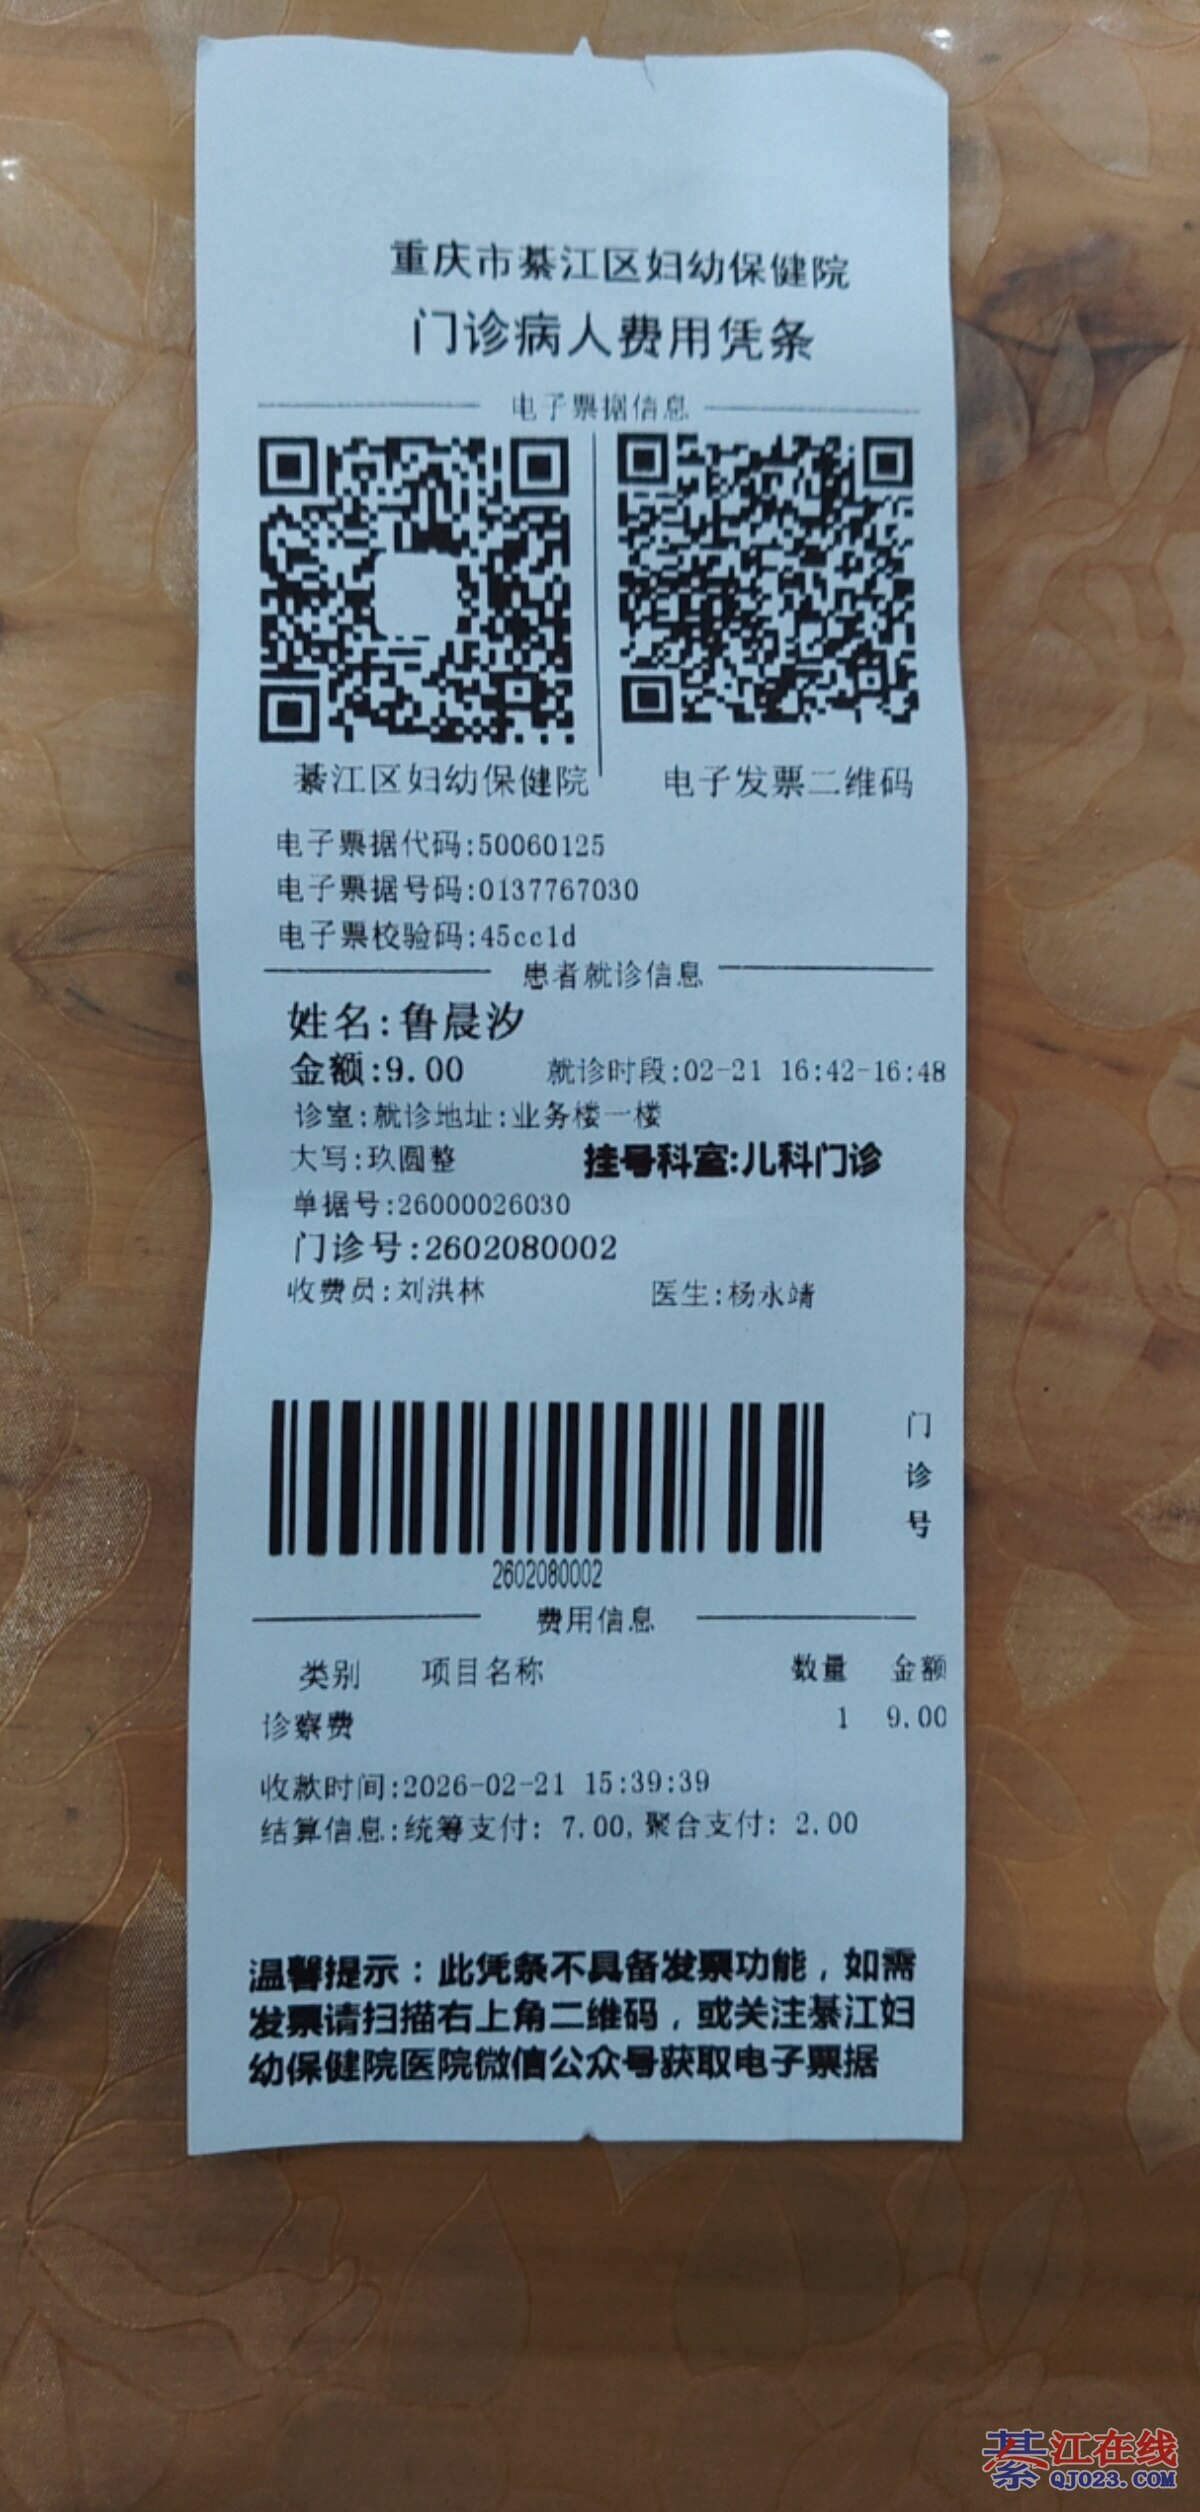 重庆市綦江区妇幼保健院
门诊病人费用凭条
电子票据信息
綦江区妇幼保健院 电子发票二维码
电子票据代码:50060125
电子票据号码:0137767030
电子票校验码:45cc1d
患者就诊信息
姓名:鲁晨汐
金额:9.00 就诊时段:02-21 16:42-16:48
诊室:就诊地址:业务楼一楼
大写:玖圆整 挂号科室:儿科门诊
单据号:26000026030
门诊号:2602080002
收费员:刘洪林 医生:杨永靖
门诊号
2602080002
费用信息
类别 项目名称 数量 金额
诊察费 1 9.00
收款时间:2026-02-21 15:39:39
结算信息:统筹支付: 7.00,聚合支付: 2.00
温馨提示：此凭条不具备发票功能，如需
发票请扫描右上角二维码，或关注綦江妇
幼保健院医院微信公众号获取电子票据
綦江在线
QJ023.COM